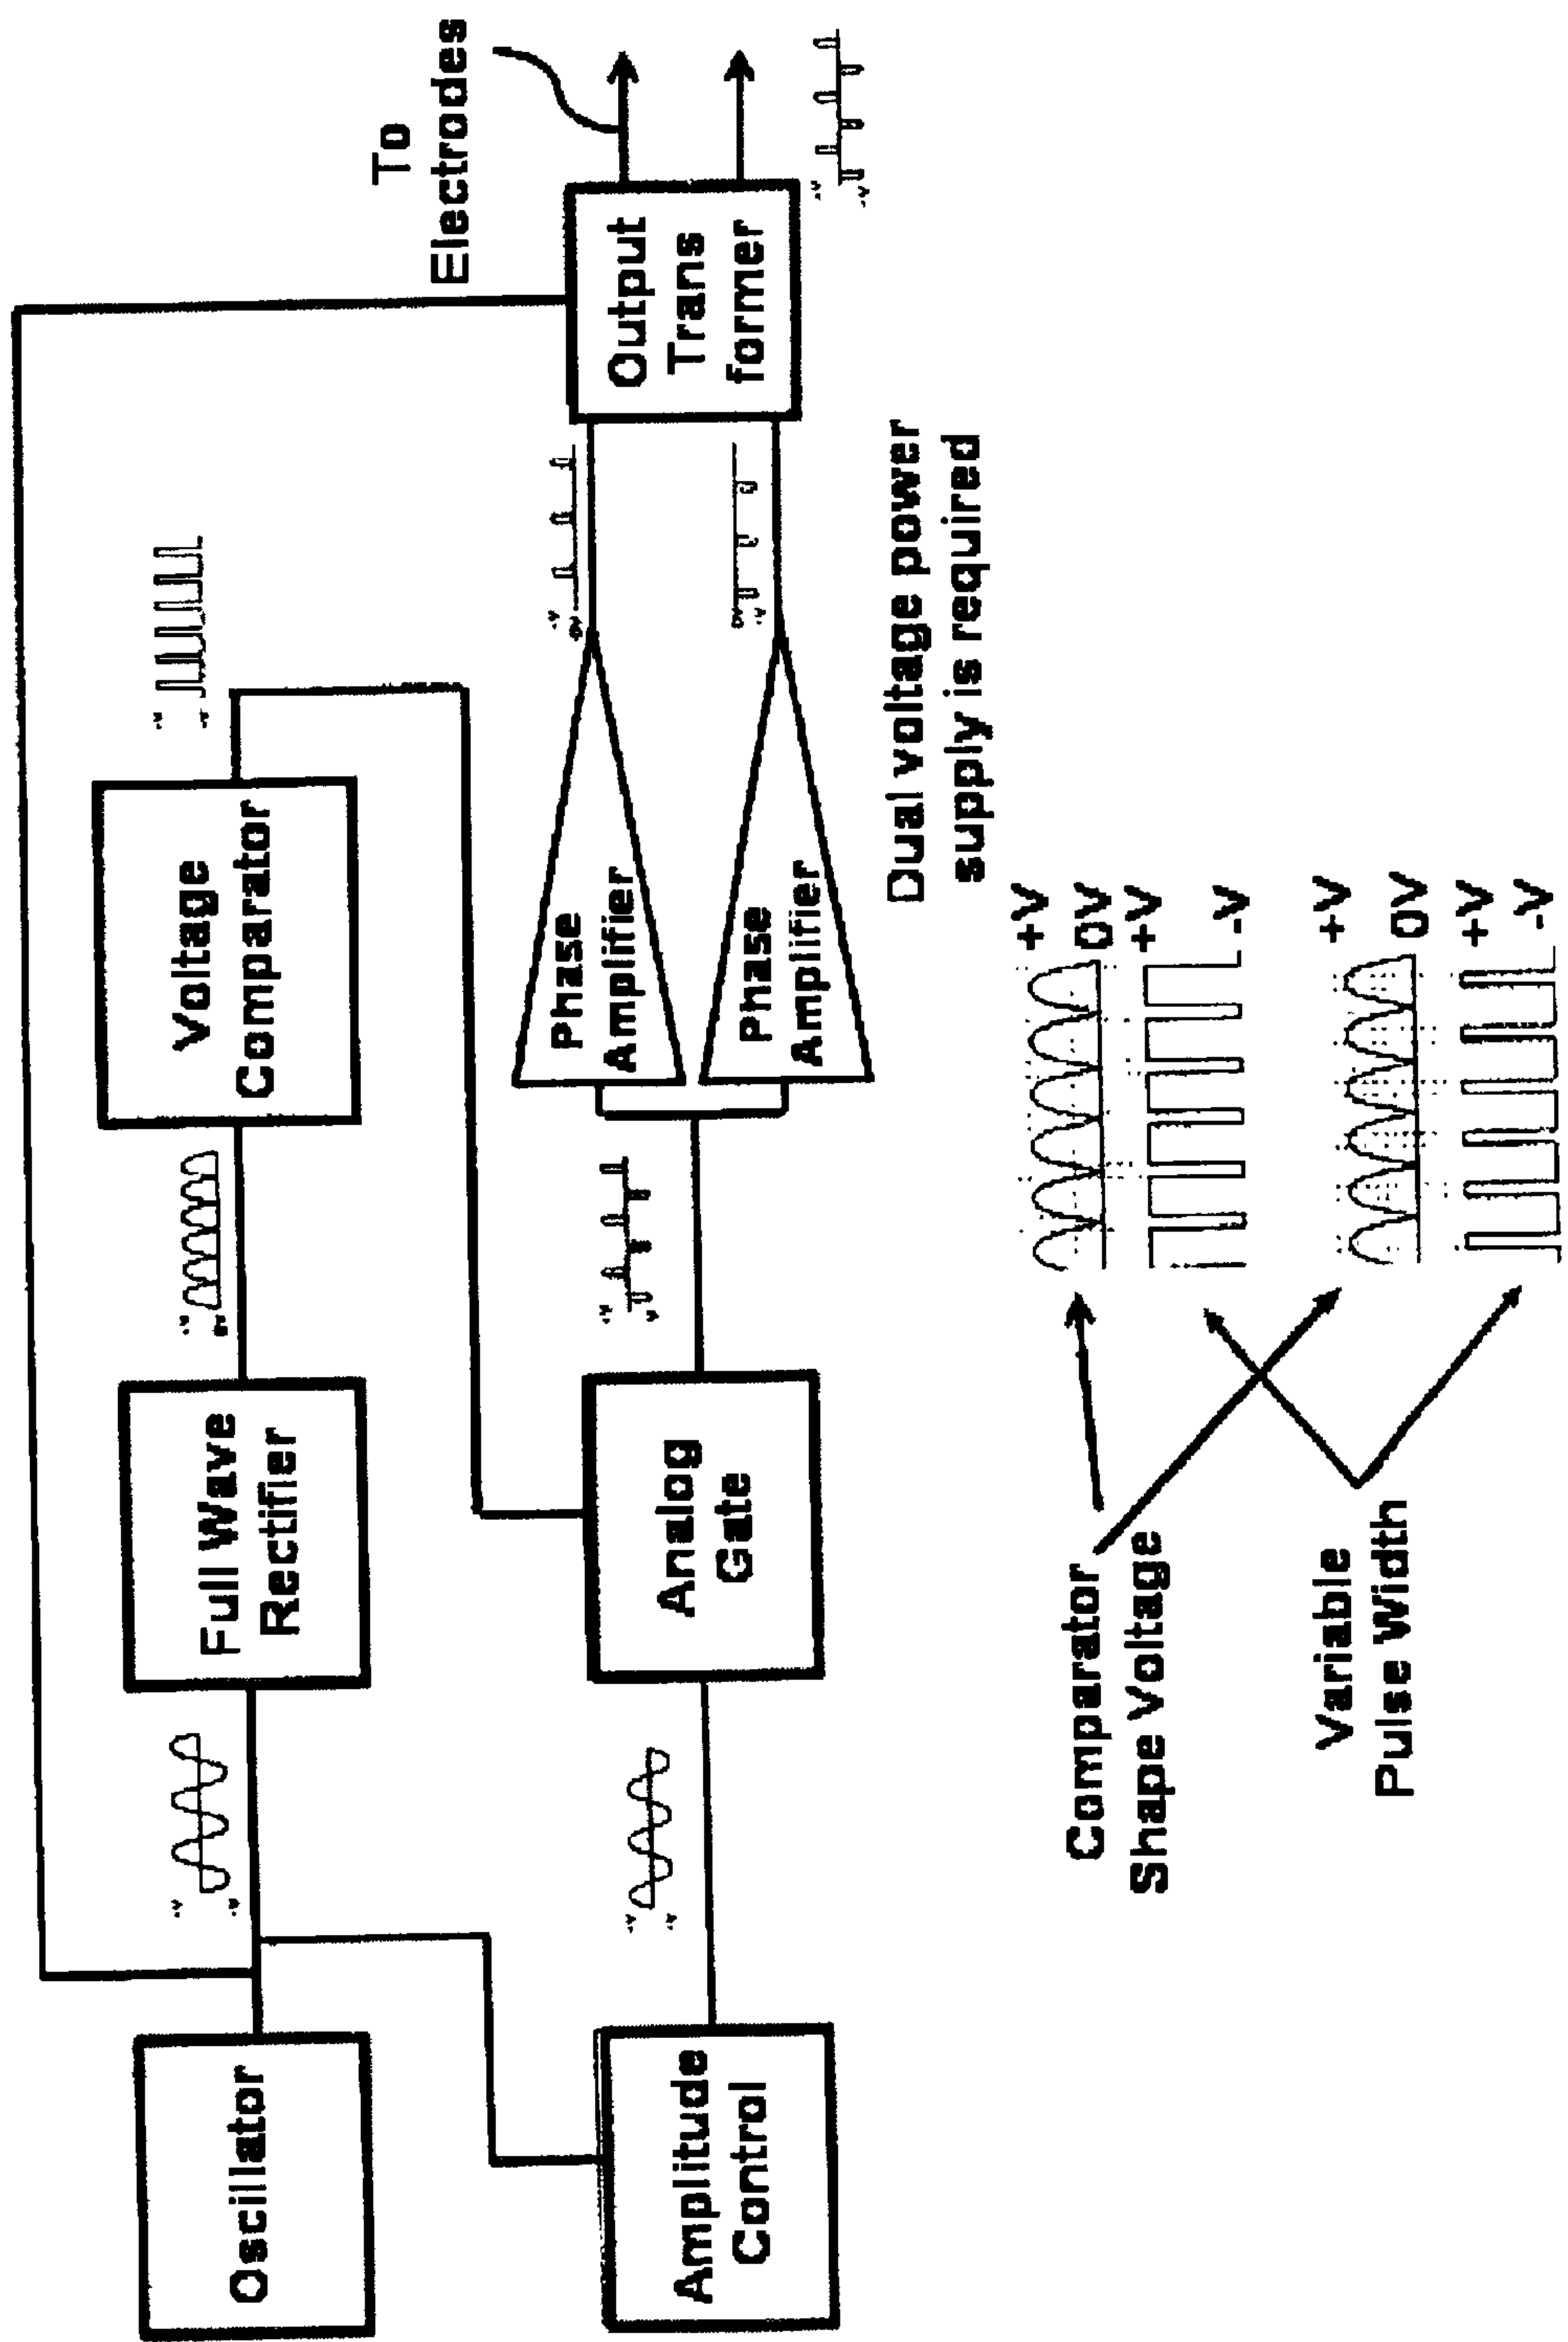 Oscillator
Full Wave
Rectifier
Voltage
Comparator
To
Electrodes
Amplitude
Control
Analog
Gate
Phase
Amplifier
Phase
Amplifier
Output
Trans
former
Dual voltage power
supply is required
Comparator
Shape Voltage
Variable
Pulse Width
+V
0V
+V
-V
+V
0V
+V
-V